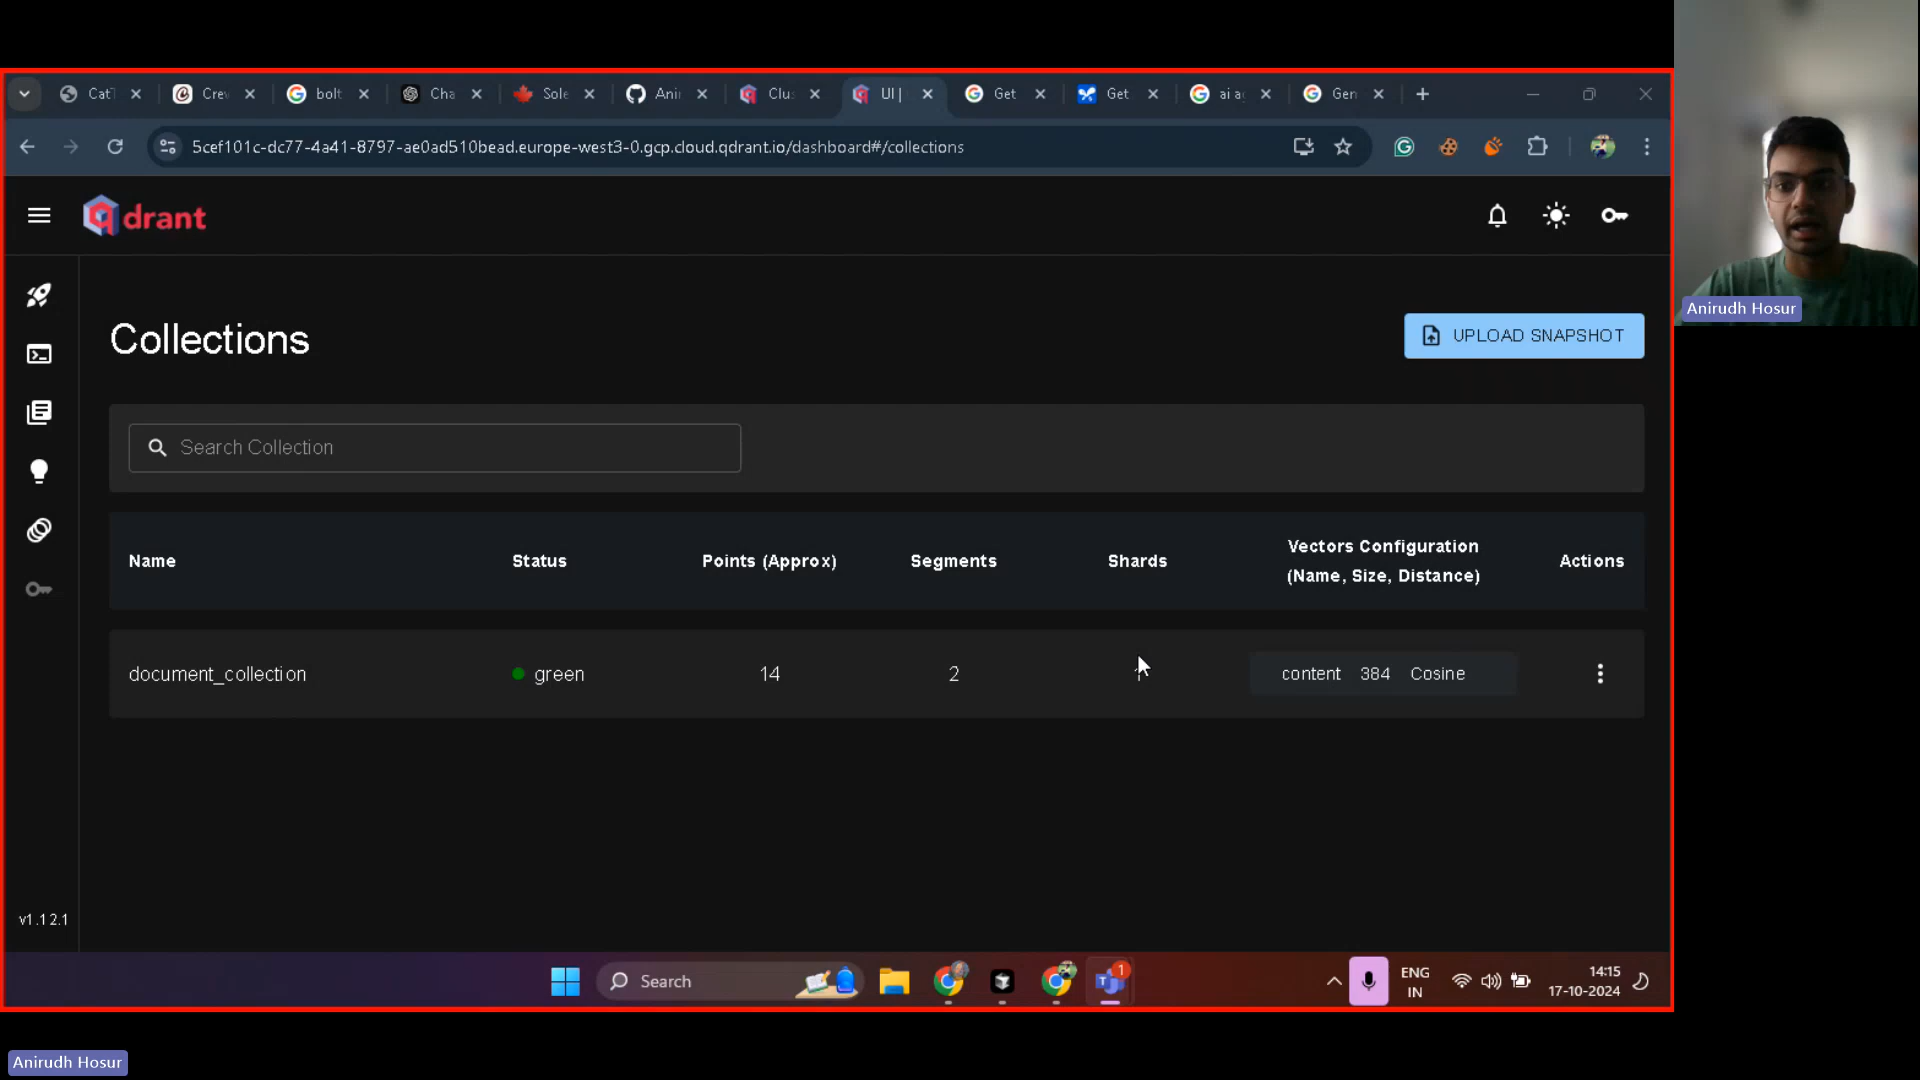 Cat
Cre
bolt
Cha
Sole
Ani
Clu
UI |
Get
Get
ai a
Gen
5cef101c-dc77-4a41-8797-ae0ad510bead.europe-west3-0.gcp.cloud.qdrant.io/dashboard#/collections
qdrant
Anirudh Hosur
Collections
UPLOAD SNAPSHOT
Search Collection
Name Status Points (Approx) Segments Shards Vectors Configuration (Name, Size, Distance) Actions
document_collection green 14 2 content 384 Cosine
v1.12.1
Search
1
ENG
IN
14:15
17-10-2024
Anirudh Hosur